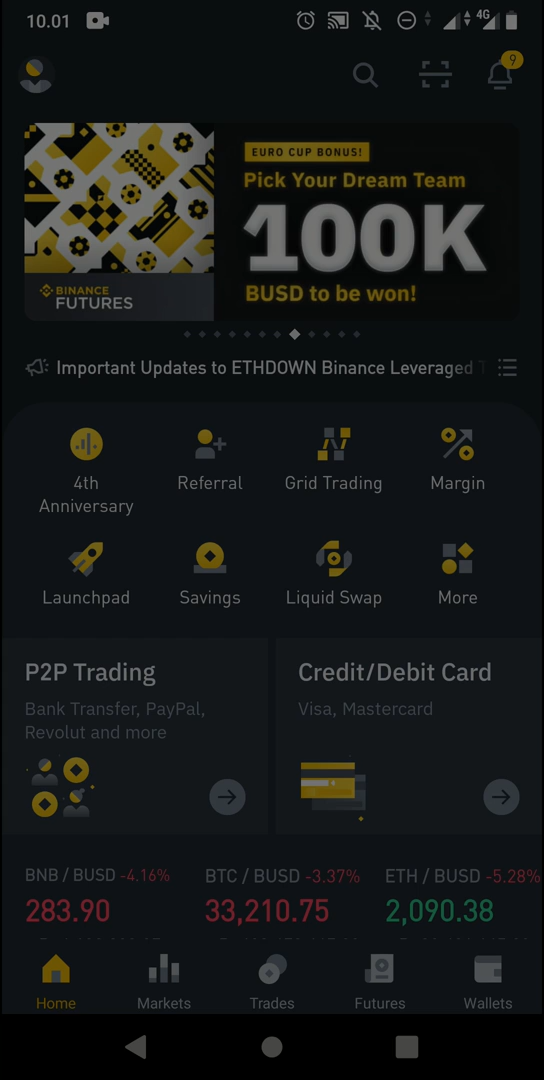 10.01
4G
9
EURO CUP BONUS!
Pick Your Dream Team
100K
BUSD to be won!
BINANCE
FUTURES
Important Updates to ETHDOWN Binance Leveraged T
4th
Anniversary
Referral
Grid Trading
Margin
Launchpad
Savings
Liquid Swap
More
P2P Trading
Bank Transfer, PayPal,
Revolut and more
Credit/Debit Card
Visa, Mastercard
BNB / BUSD -4.16%
BTC / BUSD -3.37%
ETH / BUSD -5.28%
283.90
33,210.75
2,090.38
Home
Markets
Trades
Futures
Wallets